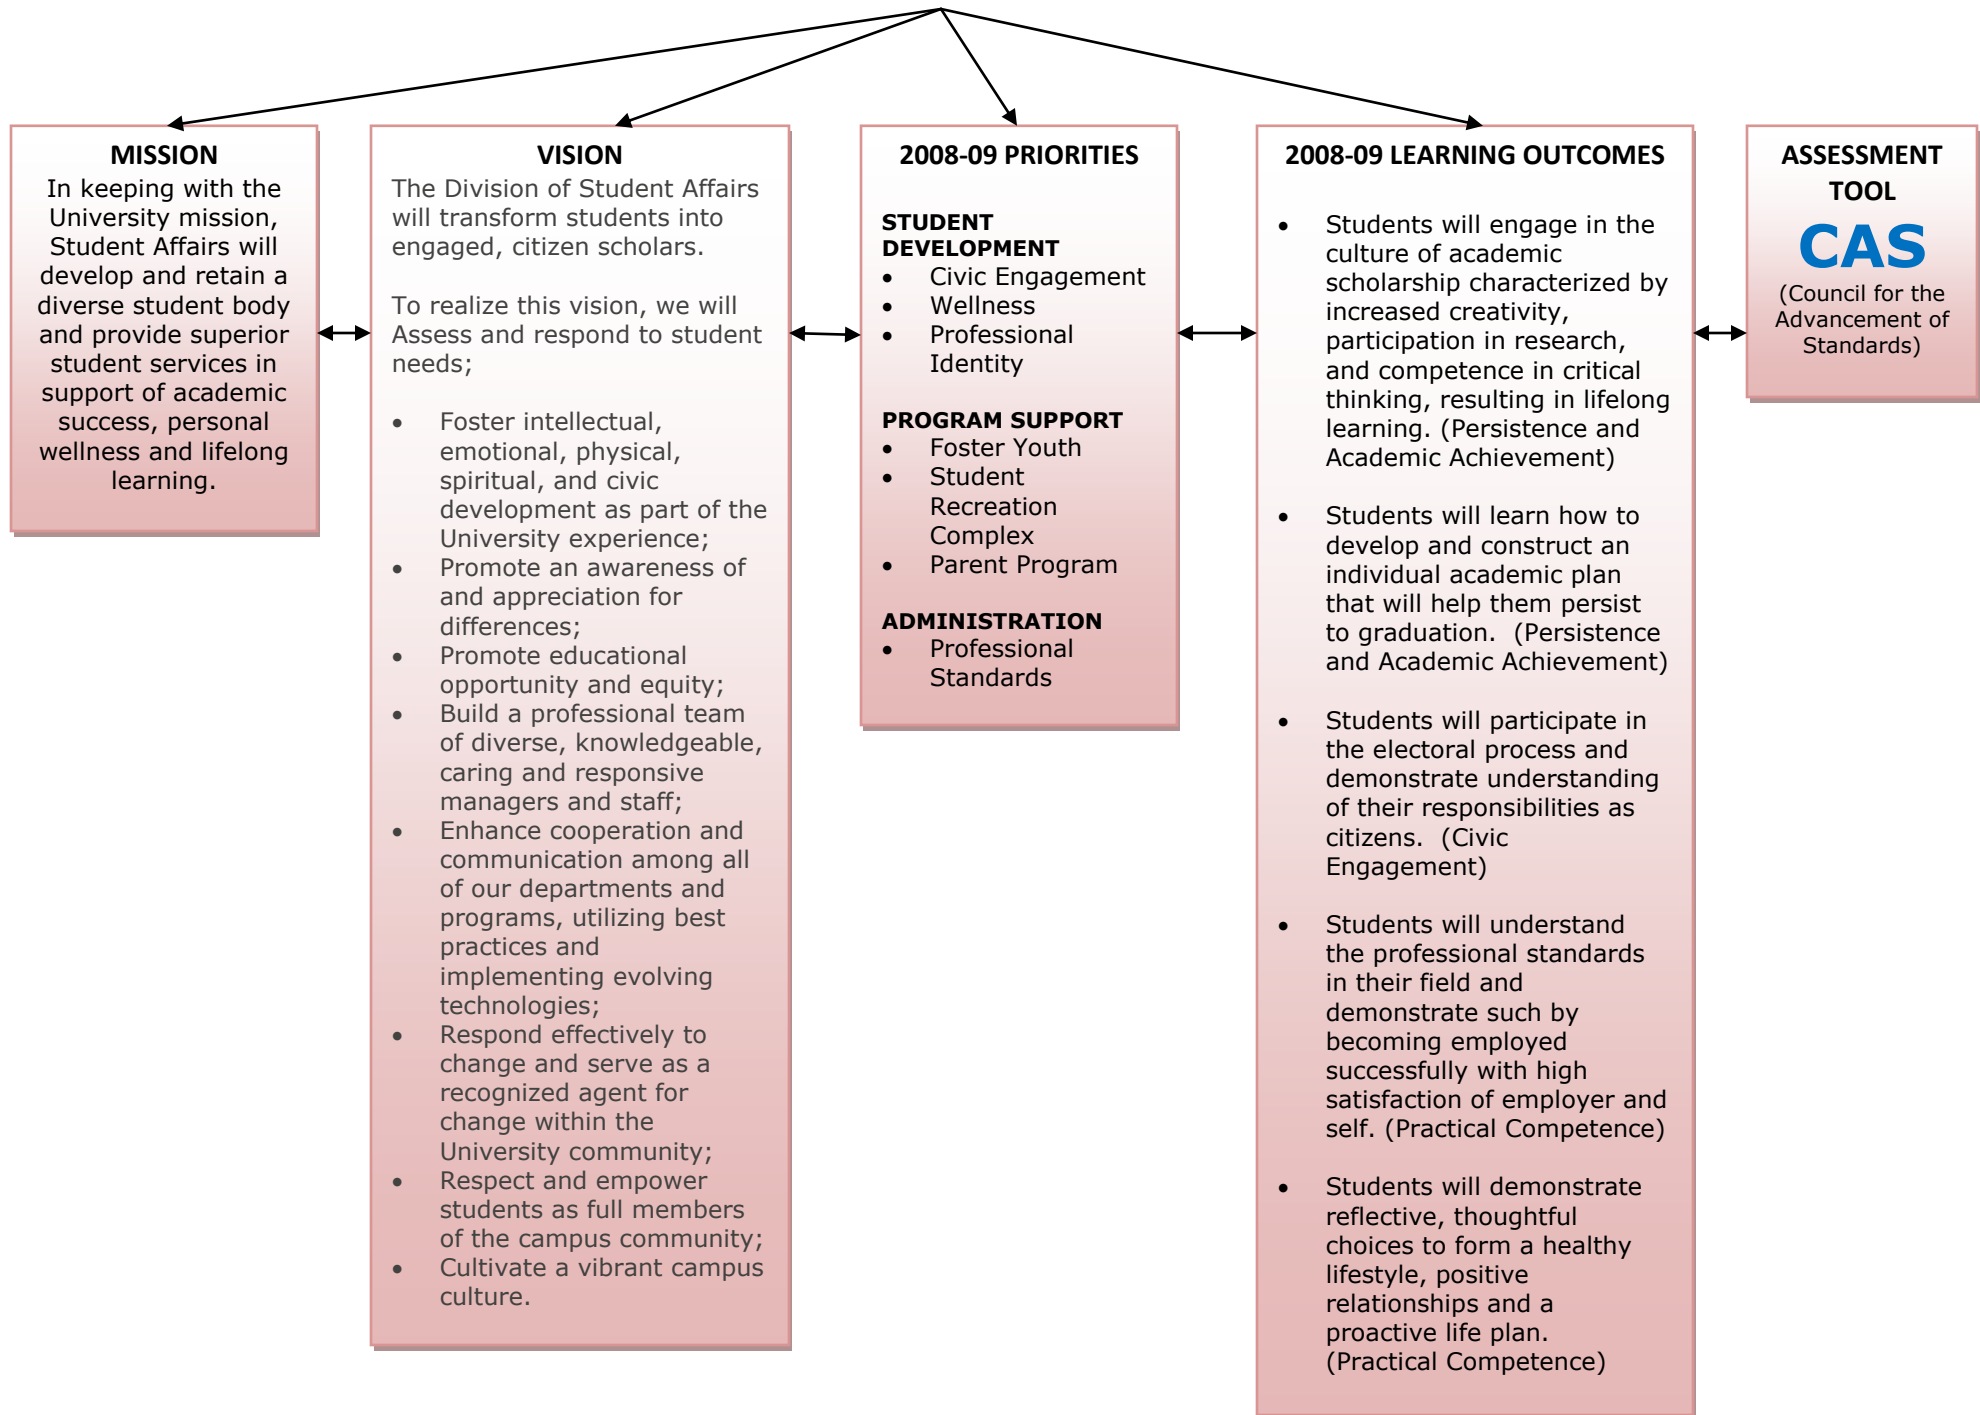 MISSION
In keeping with the
University mission,
Student Affairs will
develop and retain a
diverse student body
and provide superior
student services in
support of academic
success, personal
wellness and lifelong
learning.
VISION
The Division of Student Affairs
will transform students into
engaged, citizen scholars.
To realize this vision, we will
Assess and respond to student
needs;
• Foster intellectual,
emotional, physical,
spiritual, and civic
development as part of the
University experience;
• Promote an awareness of
and appreciation for
differences;
• Promote educational
opportunity and equity;
• Build a professional team
of diverse, knowledgeable,
caring and responsive
managers and staff;
• Enhance cooperation and
communication among all
of our departments and
programs, utilizing best
practices and
implementing evolving
technologies;
• Respond effectively to
change and serve as a
recognized agent for
change within the
University community;
• Respect and empower
students as full members
of the campus community;
• Cultivate a vibrant campus
culture.
2008-09 PRIORITIES
STUDENT
DEVELOPMENT
• Civic Engagement
• Wellness
• Professional
Identity
PROGRAM SUPPORT
• Foster Youth
• Student
Recreation
Complex
• Parent Program
ADMINISTRATION
• Professional
Standards
2008-09 LEARNING OUTCOMES
• Students will engage in the
culture of academic
scholarship characterized by
increased creativity,
participation in research,
and competence in critical
thinking, resulting in lifelong
learning. (Persistence and
Academic Achievement)
• Students will learn how to
develop and construct an
individual academic plan
that will help them persist
to graduation.  (Persistence
and Academic Achievement)
• Students will participate in
the electoral process and
demonstrate understanding
of their responsibilities as
citizens.  (Civic
Engagement)
• Students will understand
the professional standards
in their field and
demonstrate such by
becoming employed
successfully with high
satisfaction of employer and
self. (Practical Competence)
• Students will demonstrate
reflective, thoughtful
choices to form a healthy
lifestyle, positive
relationships and a
proactive life plan.
(Practical Competence)
ASSESSMENT
TOOL
CAS
(Council for the
Advancement of
Standards)